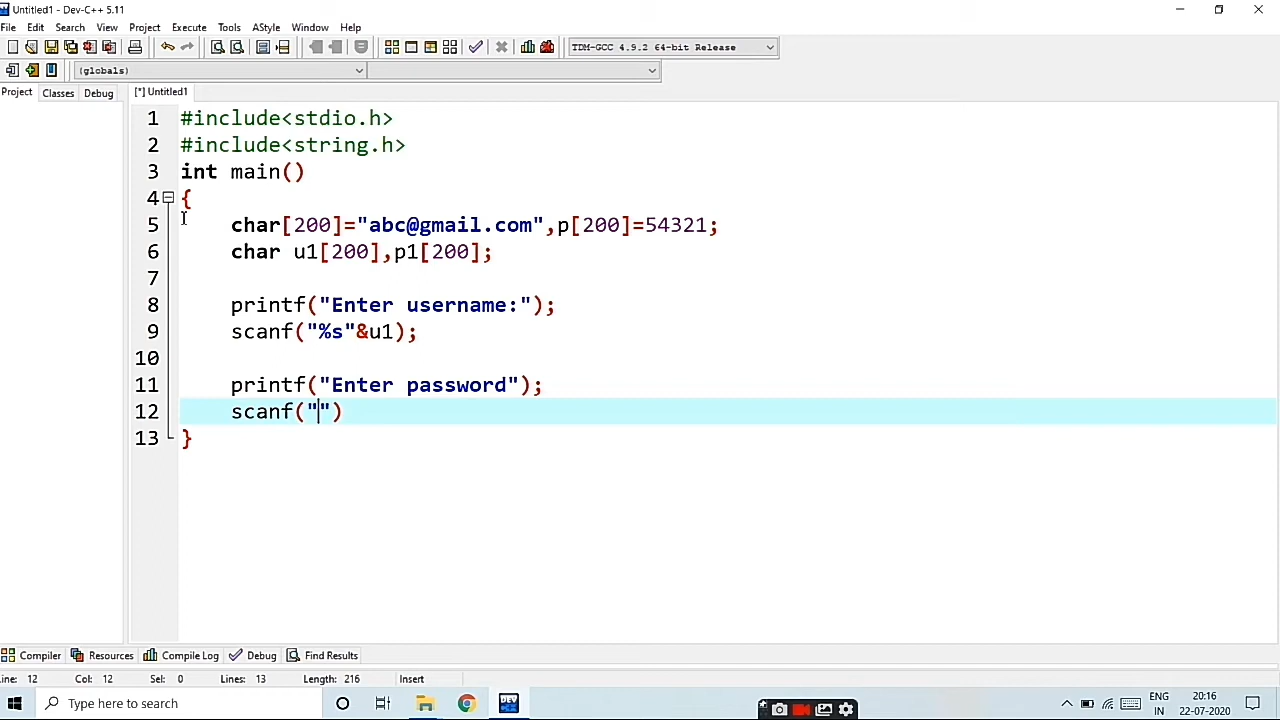 Untitled1 - Dev-C++ 5.11
File Edit Search View Project Execute Tools AStyle Window Help
TDM-GCC 4.9.2 64-bit Release
(globals)
Project Classes Debug [*] Untitled1
1 #include<stdio.h>
2 #include<string.h>
3 int main()
4 {
5 char[200]="abc@gmail.com",p[200]=54321;
6 char u1[200],p1[200];
7
8 printf("Enter username:");
9 scanf("%s"&u1);
10
11 printf("Enter password");
12 scanf("")
13 }
Compiler Resources Compile Log Debug Find Results
Line: 12 Col: 12 Sel: 0 Lines: 13 Length: 216 Insert
Type here to search DEV ENG 20:16
IN 22-07-2020